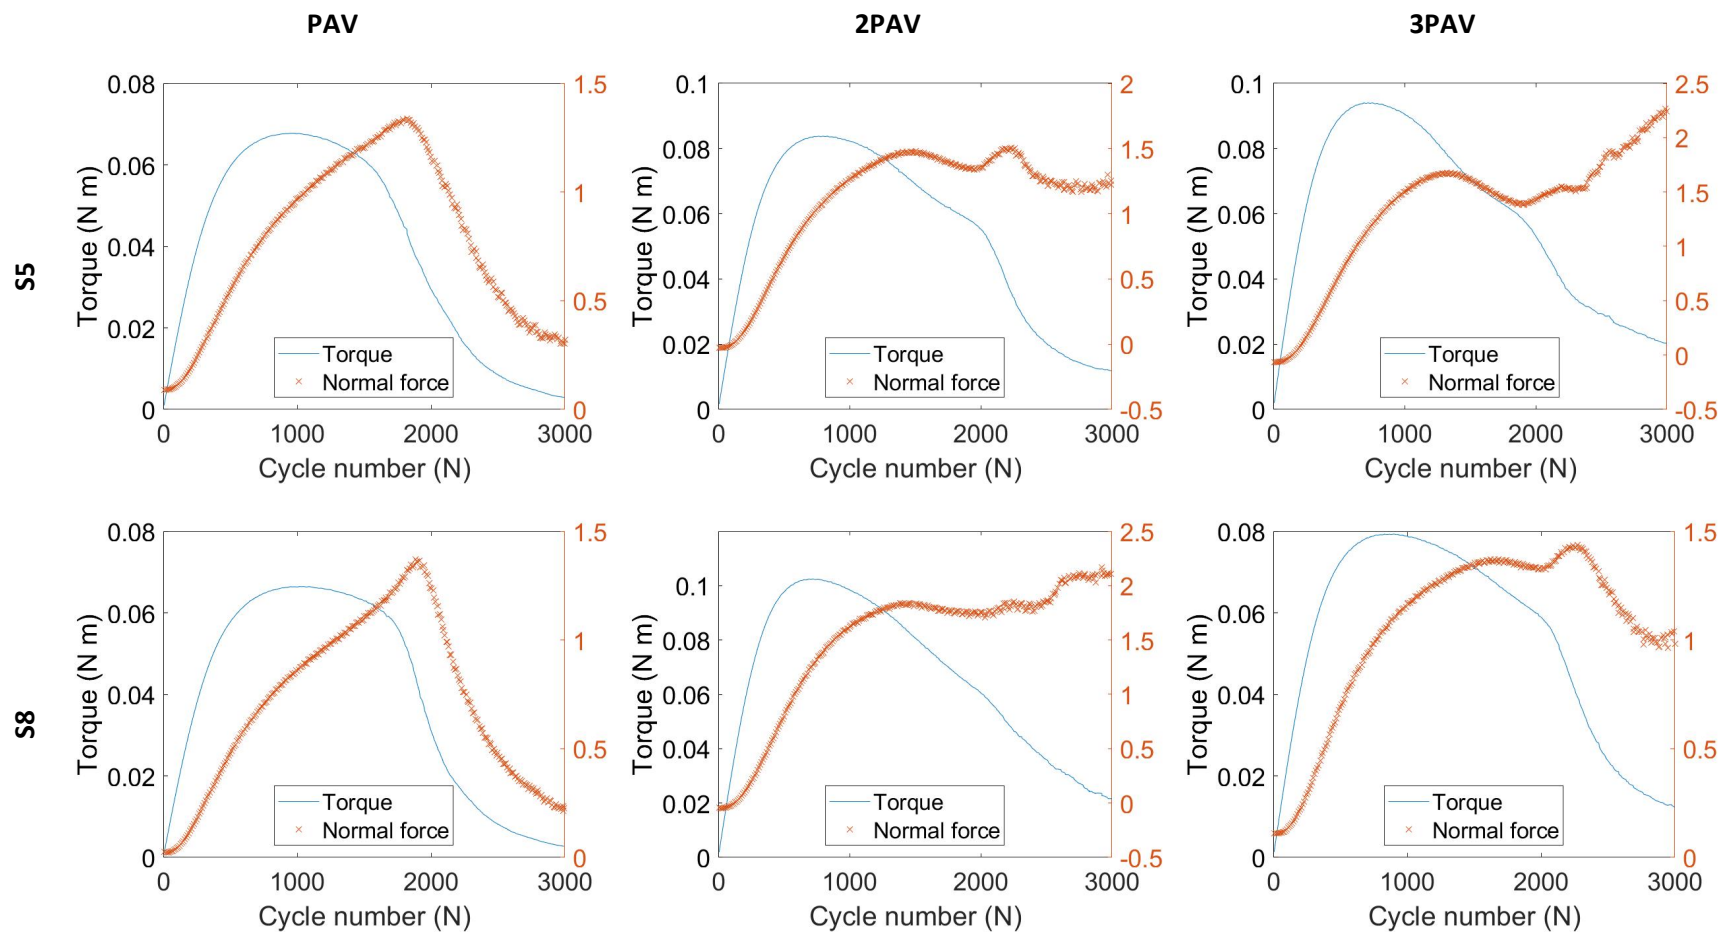 PAV 2PAV 3PAV
S5
0.08 1.5
0.06 1
0.04
0.02 0.5
0 0
0 1000 2000 3000
Torque (N m)
Cycle number (N)
Torque
Normal force
0.1 2
0.08 1.5
0.06 1
0.04 0.5
0.02 0
0 -0.5
0 1000 2000 3000
Torque (N m)
Cycle number (N)
Torque
Normal force
0.1 2.5
0.08 2
0.06 1.5
0.04 1
0.02 0.5
0 0
-0.5
0 1000 2000 3000
Torque (N m)
Cycle number (N)
Torque
Normal force
S8
0.08 1.5
0.06 1
0.04
0.02 0.5
0 0
0 1000 2000 3000
Torque (N m)
Cycle number (N)
Torque
Normal force
2.5
0.1 2
0.08 1.5
0.06 1
0.04 0.5
0.02 0
0 -0.5
0 1000 2000 3000
Torque (N m)
Cycle number (N)
Torque
Normal force
0.08 1.5
0.06 1
0.04
0.02 0.5
0 0
0 1000 2000 3000
Torque (N m)
Cycle number (N)
Torque
Normal force